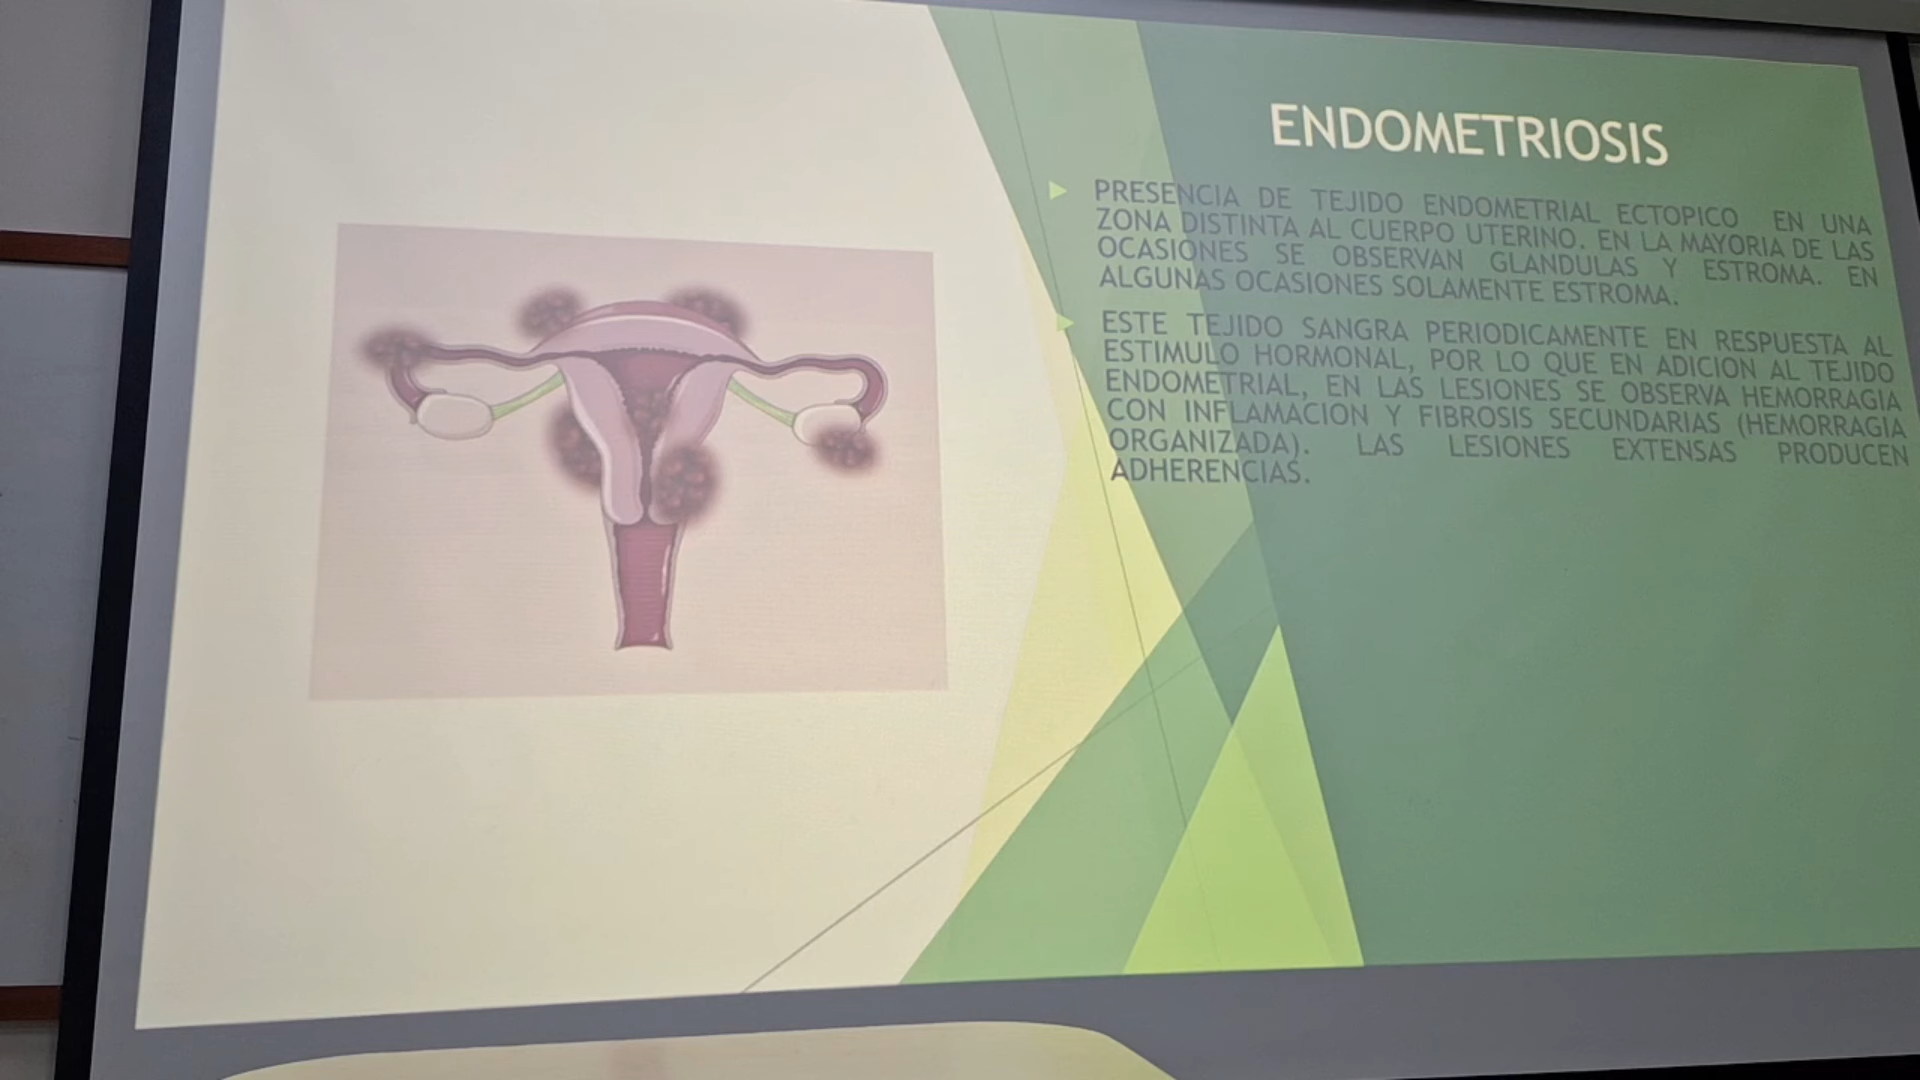 ENDOMETRIOSIS
PRESENCIA DE TEJIDO ENDOMETRIAL ECTOPICO EN UNA
ZONA DISTINTA AL CUERPO UTERINO. EN LA MAYORIA DE LAS
OCASIONES SE OBSERVAN GLANDULAS Y ESTROMA. EN
ALGUNAS OCASIONES SOLAMENTE ESTROMA.
ESTE TEJIDO SANGRA PERIODICAMENTE EN RESPUESTA AL
ESTIMULO HORMONAL, POR LO QUE EN ADICION AL TEJIDO
ENDOMETRIAL, EN LAS LESIONES SE OBSERVA HEMORRAGIA
CON INFLAMACION Y FIBROSIS SECUNDARIAS (HEMORRAGIA
ORGANIZADA). LAS LESIONES EXTENSAS PRODUCEN
ADHERENCIAS.